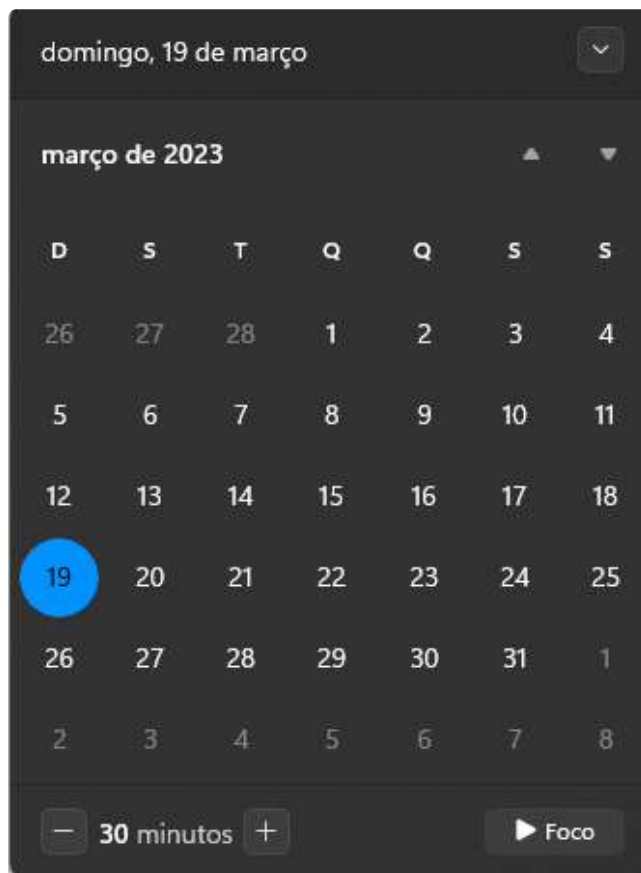 domingo, 19 de março
março de 2023
D S T Q Q S S
26 27 28 1 2 3 4
5 6 7 8 9 10 11
12 13 14 15 16 17 18
19 20 21 22 23 24 25
26 27 28 29 30 31 1
2 3 4 5 6 7 8
30 minutos Foco